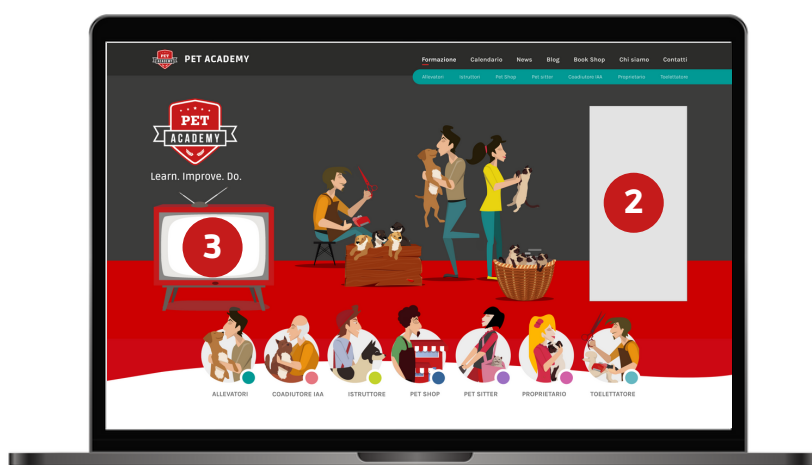 PET ACADEMY
Formazione Calendario News Blog Book Shop Chi siamo Contatti
Allevatori Istruttori Pet Shop Pet sitter Coadiutore IAA Proprietario Toelettatore
PET
ACADEMY
Learn. Improve. Do.
3
2
ALLEVATORI COADIUTORE IAA ISTRUTTORE PET SHOP PET SITTER PROPRIETARIO TOELETTATORE